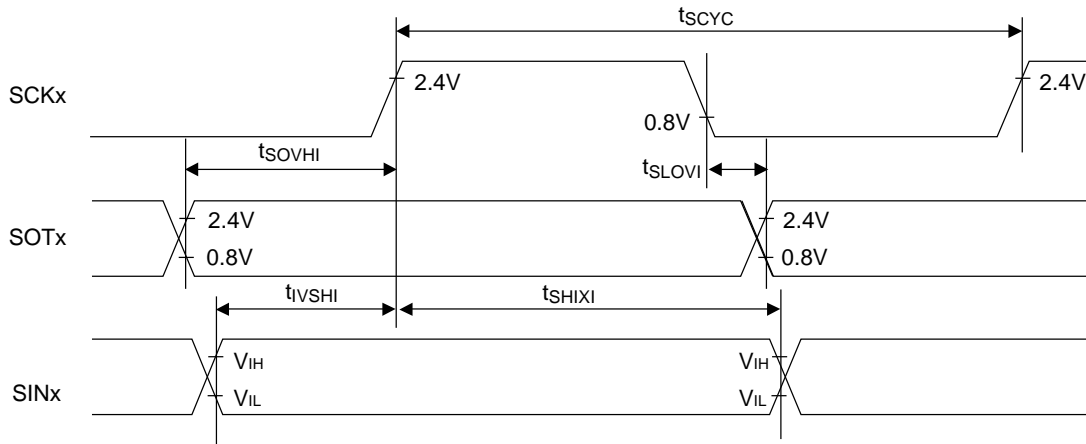 tSCYC
SCKx
2.4V
0.8V
2.4V
tSOVHI
tSLOVI
SOTx
2.4V
0.8V
2.4V
0.8V
tIVSHI
tSHIXI
SINx
VIH
VIL
VIH
VIL